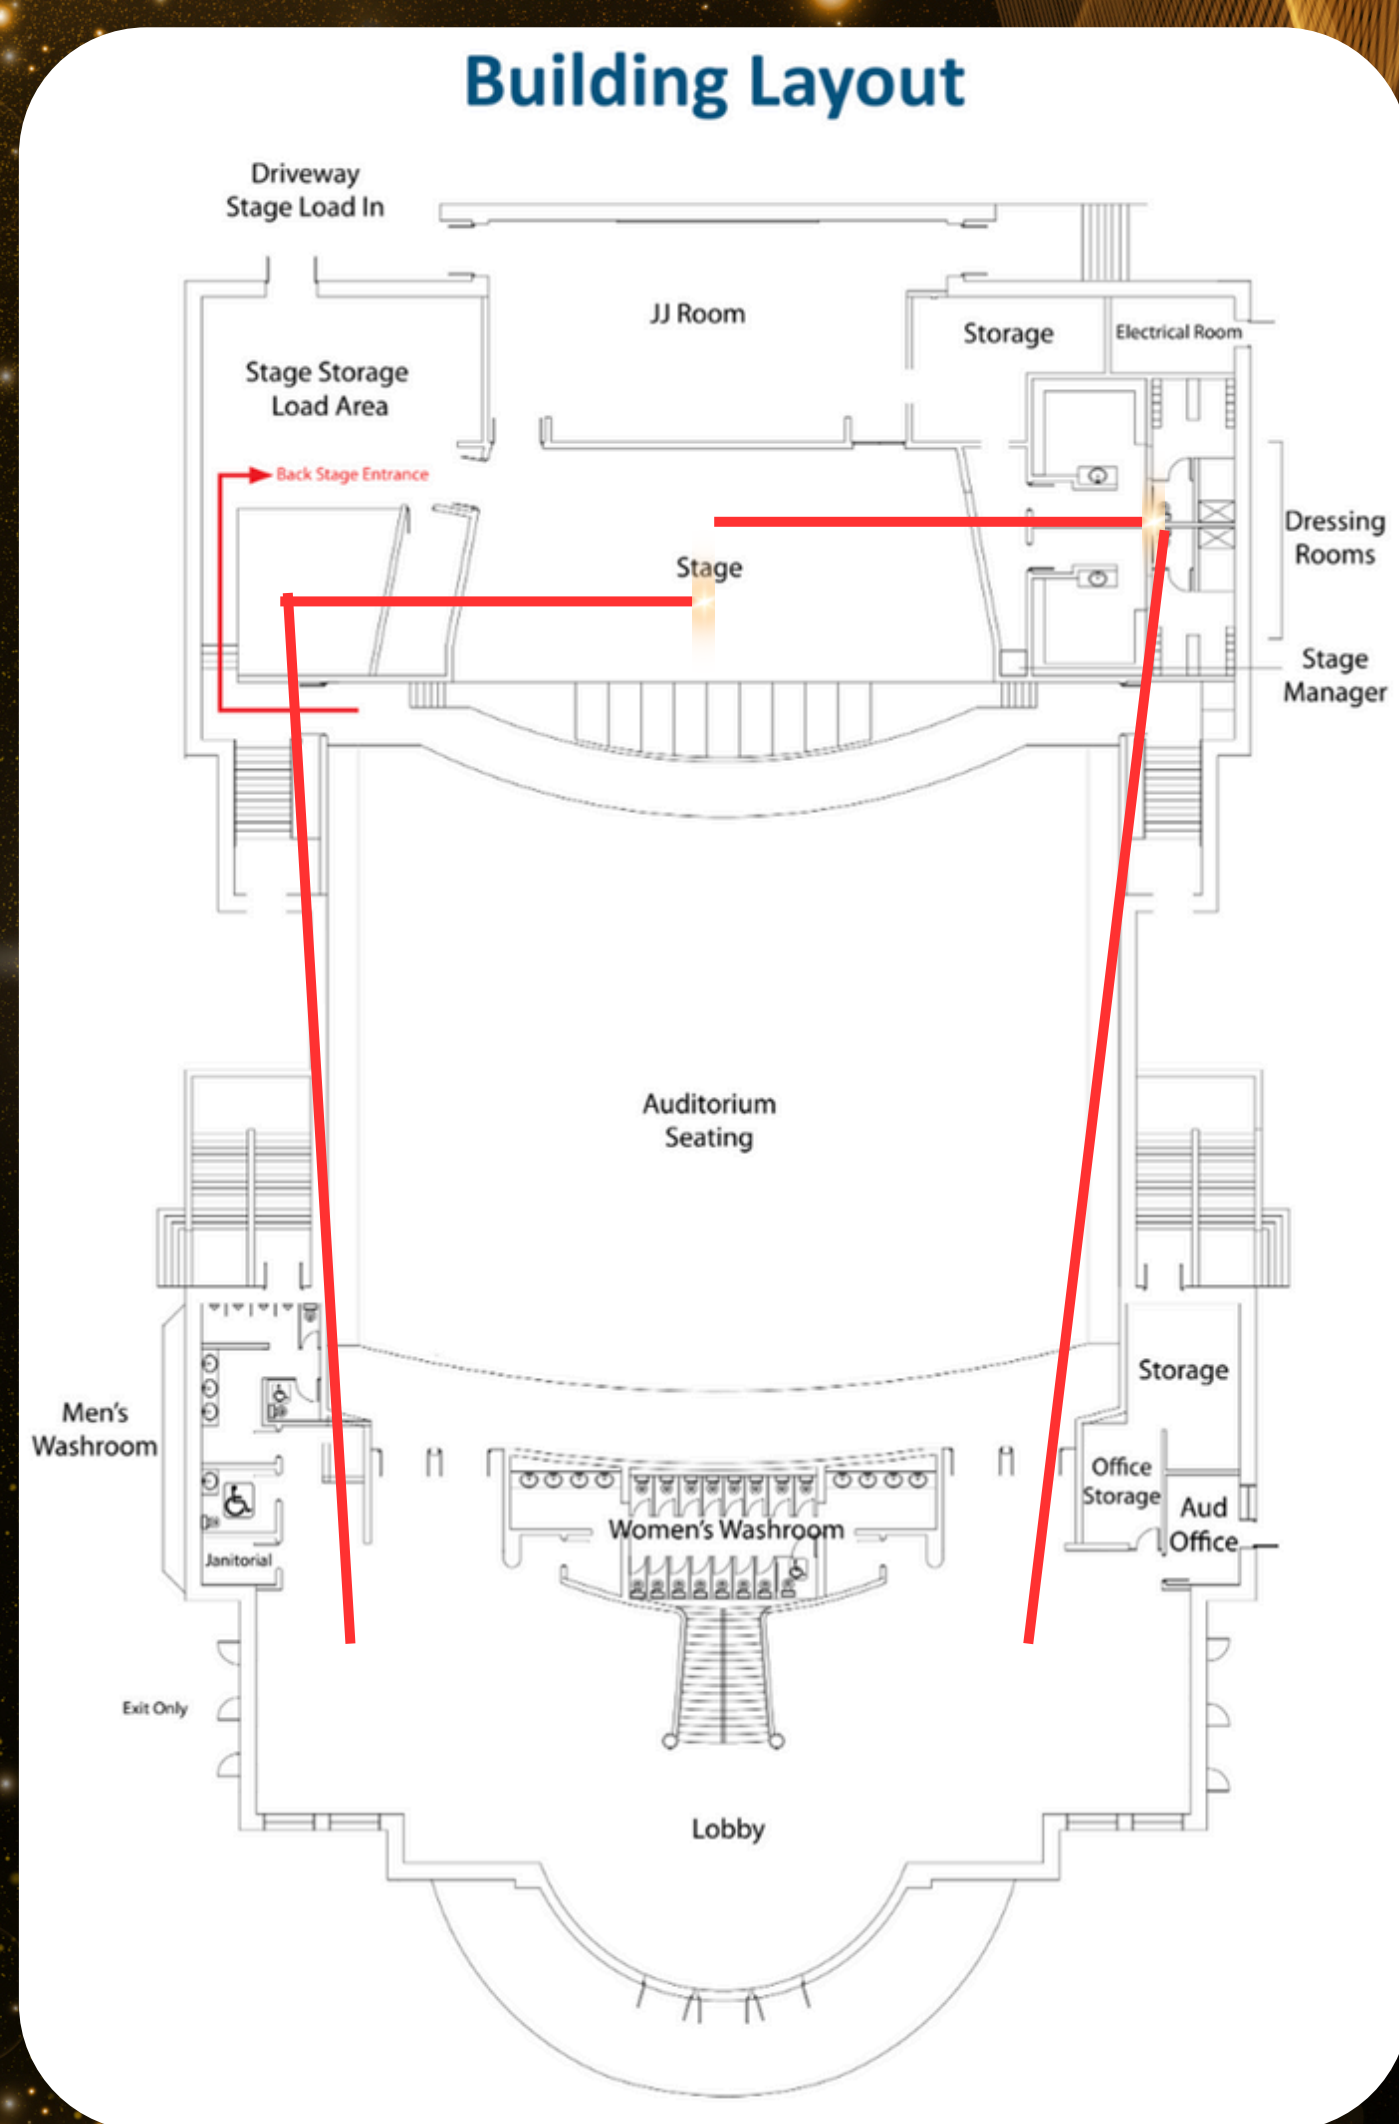 Building Layout
Driveway
Stage Load In
JJ Room
Storage
Electrical Room
Stage Storage
Load Area
Back Stage Entrance
Stage
Dressing
Rooms
Stage
Manager
Auditorium
Seating
Men's
Washroom
Storage
Office
Storage
Aud
Office
Women's Washroom
Janitorial
Exit Only
Lobby